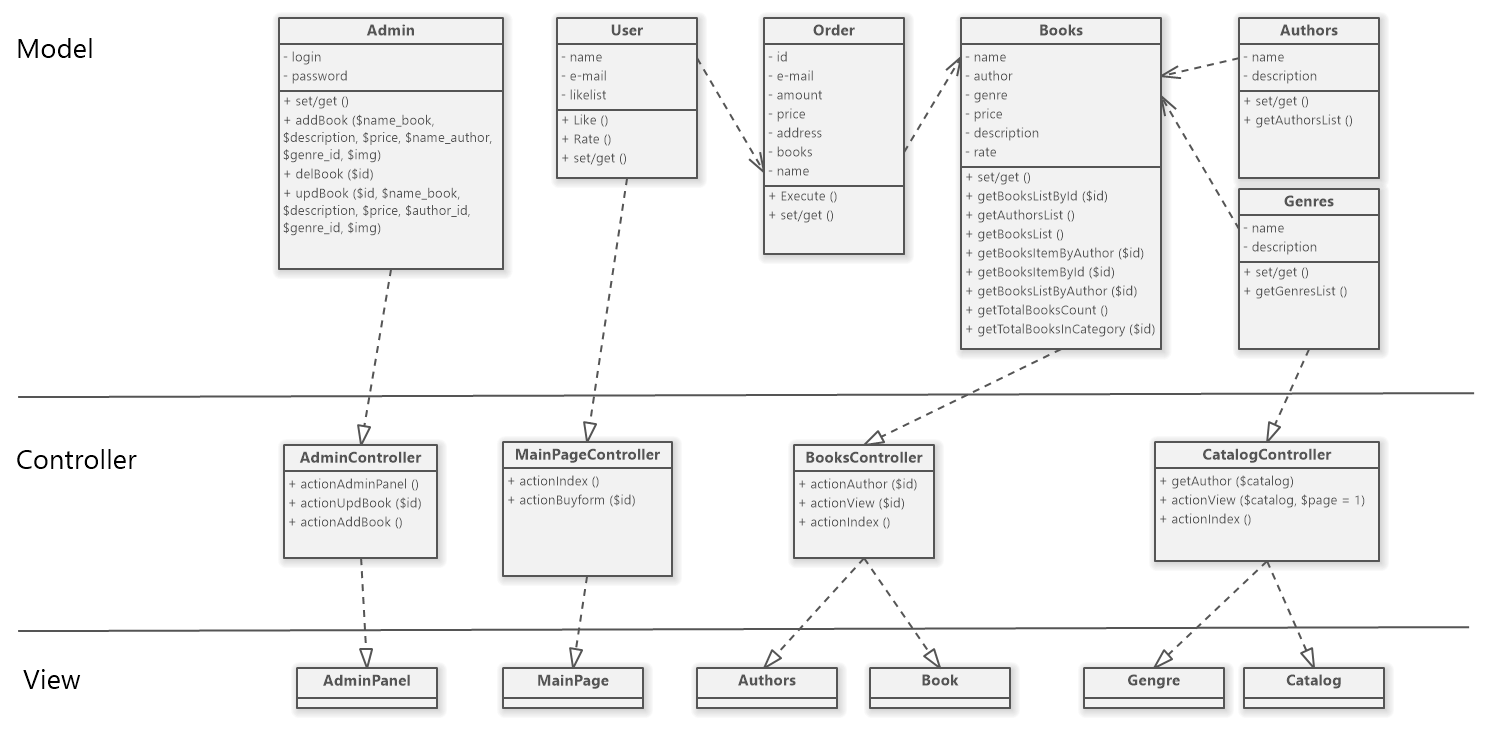 Model
Admin
- login
- password
+ set/get ()
+ addBook ($name_book,
$description, $price, $name_author,
$genre_id, $img)
+ delBook ($id)
+ updBook ($id, $name_book,
$description, $price, $author_id,
$genre_id, $img)
User
- name
- e-mail
- likelist
+ Like ()
+ Rate ()
+ set/get ()
Order
- id
- e-mail
- amount
- price
- address
- books
- name
+ Execute ()
+ set/get ()
Books
- name
- author
- genre
- price
- description
- rate
+ set/get ()
+ getBooksListById ($id)
+ getAuthorsList ()
+ getBooksList ()
+ getBooksItemByAuthor ($id)
+ getBooksItemById ($id)
+ getBooksListByAuthor ($id)
+ getTotalBooksCount ()
+ getTotalBooksInCategory ($id)
Authors
- name
- description
+ set/get ()
+ getAuthorsList ()
Genres
- name
- description
+ set/get ()
+ getGenresList ()
Controller
AdminController
+ actionAdminPanel ()
+ actionUpdBook ($id)
+ actionAddBook ()
MainPageController
+ actionIndex ()
+ actionBuyform ($id)
BooksController
+ actionAuthor ($id)
+ actionView ($id)
+ actionIndex ()
CatalogController
+ getAuthor ($catalog)
+ actionView ($catalog, $page = 1)
+ actionIndex ()
View
AdminPanel
MainPage
Authors
Book
Gengre
Catalog